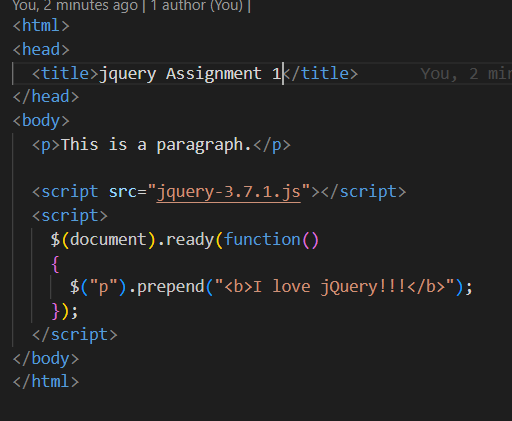 You, 2 minutes ago | 1 author (You) |
<html>
<head>
  <title>jquery Assignment 1</title>      You, 2 min
</head>
<body>
  <p>This is a paragraph.</p>

  <script src="jquery-3.7.1.js"></script>
  <script>
    $(document).ready(function()
    {
      $("p").prepend("<b>I love jQuery!!!</b>");
    });
  </script>
</body>
</html>